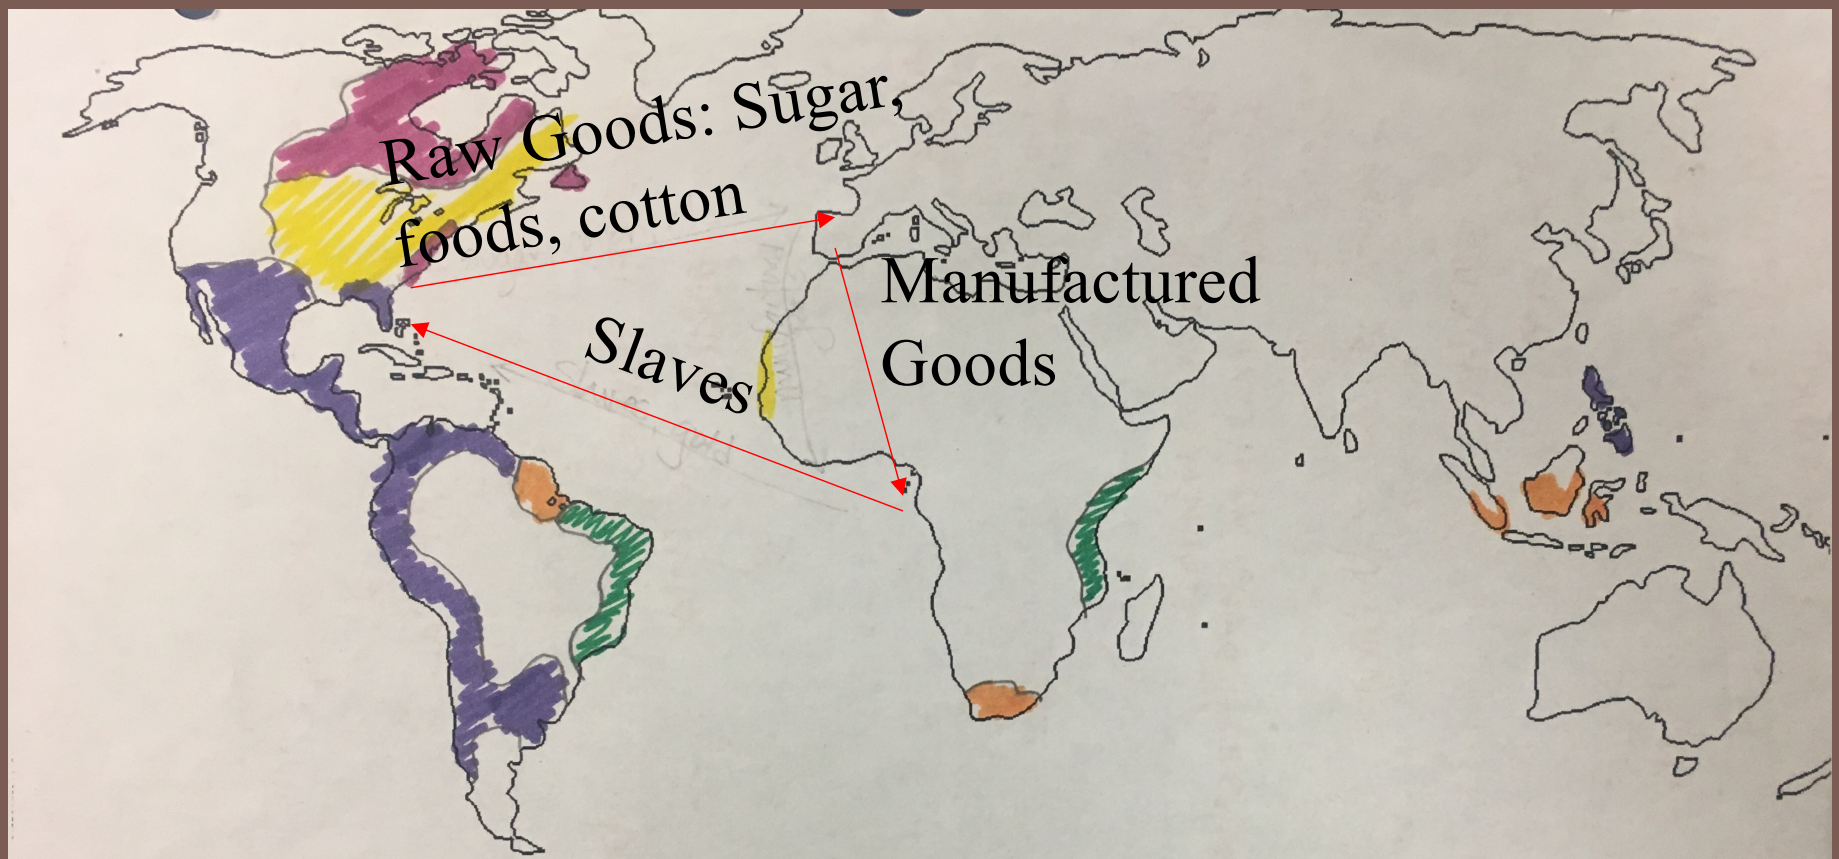 Raw Goods: Sugar,
foods, cotton
Slaves
Manufactured
Goods